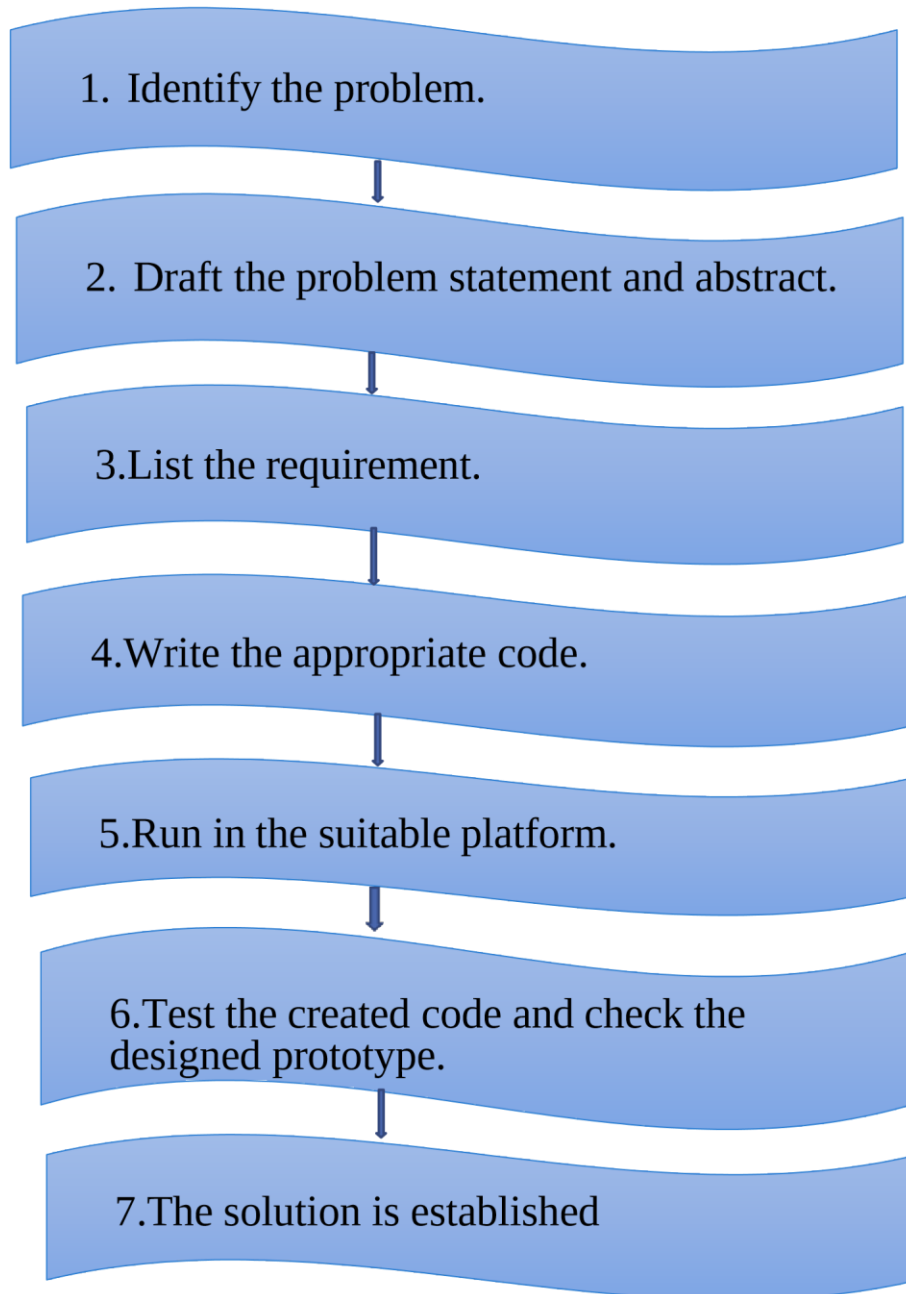 1. Identify the problem.
2. Draft the problem statement and abstract.
3.List the requirement.
4.Write the appropriate code.
5.Run in the suitable platform.
6.Test the created code and check the
designed prototype.
7.The solution is established